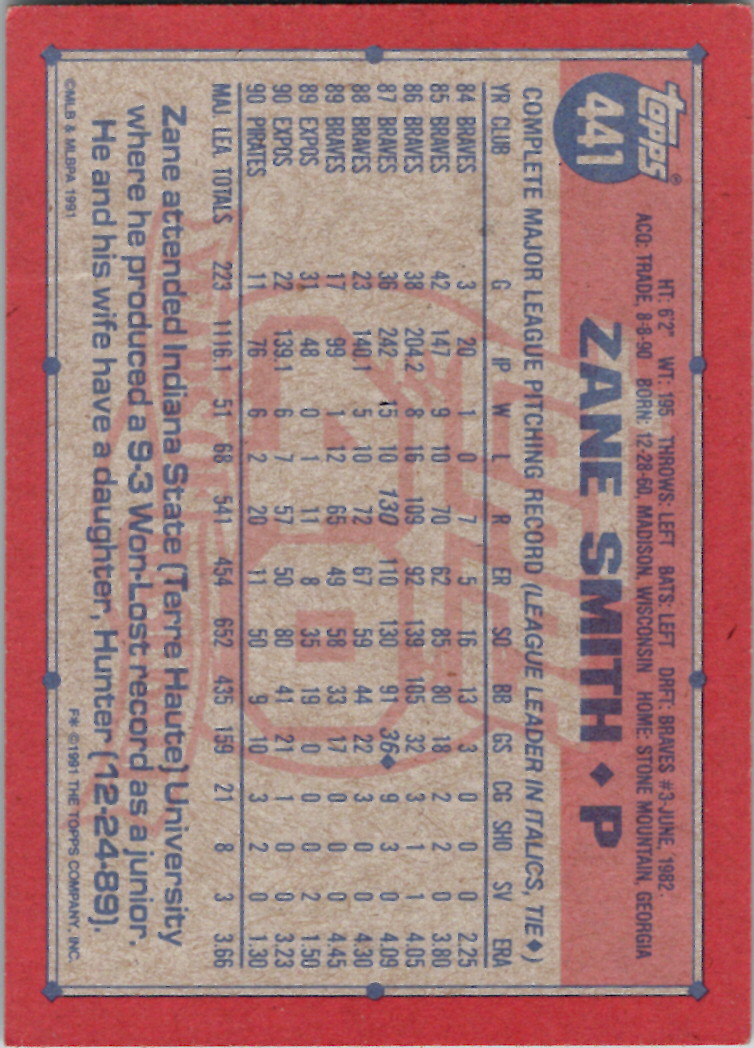 topps®
441
HT: 6'2" WT: 195 THROWS: LEFT BATS: LEFT DRFT: BRAVES #3-JUNE, 1982
ACQ: TRADE, 8-8-90 BORN: 12-28-60, MADISON, WISCONSIN HOME: STONE MOUNTAIN, GEORGIA
ZANE SMITH ♦ P
COMPLETE MAJOR LEAGUE PITCHING RECORD (LEAGUE LEADER IN ITALICS, TIE♦)
YR CLUB G IP W L R ER SO BB GS CG SHO SV ERA
84 BRAVES 3 20 1 0 7 5 16 13 3 0 0 0 2.25
85 BRAVES 42 147 9 10 70 62 85 80 18 2 2 0 3.80
86 BRAVES 38 204.2 8 16 109 92 139 105 32 3 1 1 4.05
87 BRAVES 36 242 15 10 130 110 130 91 36♦ 9 3 0 4.09
88 BRAVES 23 140.1 5 10 72 67 59 44 22 3 0 0 4.30
89 BRAVES 17 99 1 12 65 49 58 33 17 0 0 0 4.45
89 EXPOS 31 48 0 1 11 8 35 19 0 0 0 2 1.50
90 EXPOS 22 139.1 6 7 57 50 80 41 21 1 0 0 3.23
90 PIRATES 11 76 6 2 20 11 50 9 10 3 2 0 1.30
MAJ. LEA. TOTALS 223 1116.1 51 68 541 454 652 435 159 21 8 3 3.66
Zane attended Indiana State (Terre Haute) University
where he produced a 9-3 Won-Lost record as a junior.
He and his wife have a daughter, Hunter (12-24-89).
©MLB & MLBPA 1991 F* ©1991 THE TOPPS COMPANY, INC.